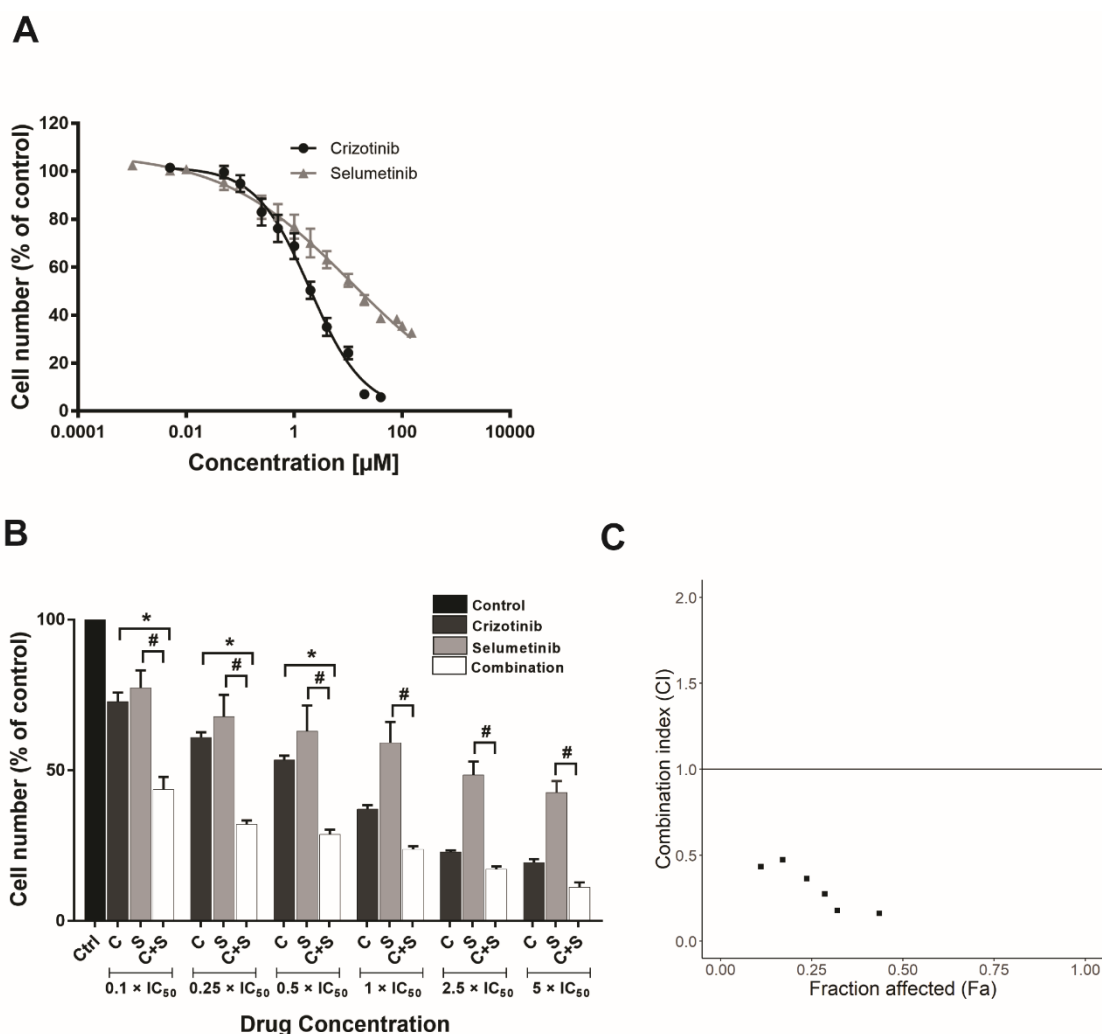 A
120
100
80
60
40
20
0
0.0001
0.01
1
100
10000
Cell number (% of control)
Concentration [µM]
Crizotinib
Selumetinib
B
100
50
0
Cell number (% of control)
Control
Crizotinib
Selumetinib
Combination
* # * # * # # # #
Ctrl C S C+S C S C+S C S C+S C S C+S C S C+S C S C+S
0.1 × IC₅₀ 0.25 × IC₅₀ 0.5 × IC₅₀ 1 × IC₅₀ 2.5 × IC₅₀ 5 × IC₅₀
Drug Concentration
C
2.0
1.5
1.0
0.5
0.0
Combination index (CI)
0.00 0.25 0.50 0.75 1.00
Fraction affected (Fa)